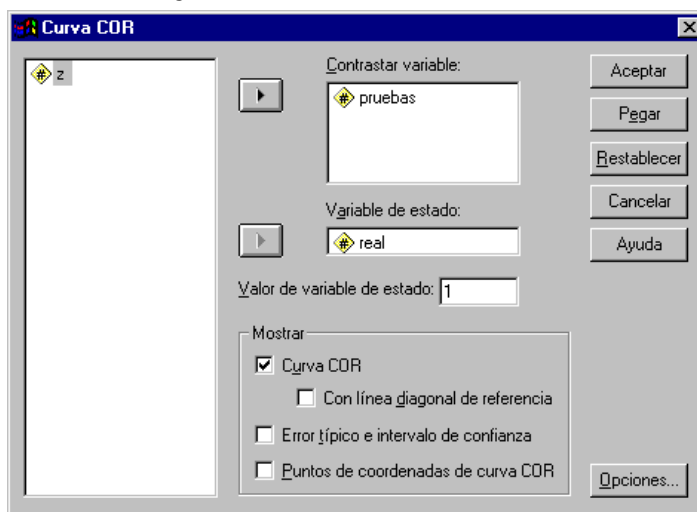 Curva COR
z
Contrastar variable:
pruebas
Variable de estado:
real
Valor de variable de estado: 1
Mostrar
Curva COR
Con línea diagonal de referencia
Error típico e intervalo de confianza
Puntos de coordenadas de curva COR
Aceptar
Pegar
Restablecer
Cancelar
Ayuda
Opciones...